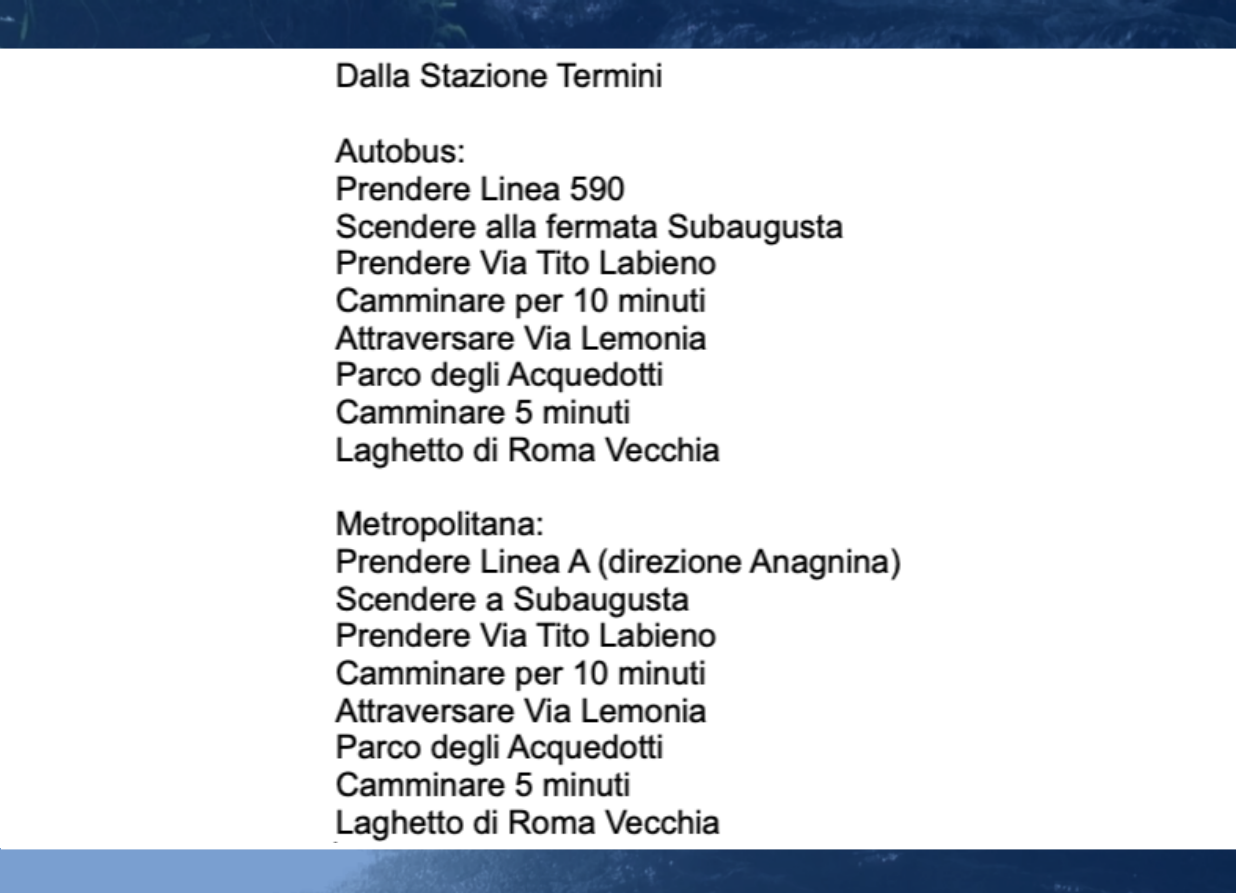 Dalla Stazione Termini
Autobus:
Prendere Linea 590
Scendere alla fermata Subaugusta
Prendere Via Tito Labieno
Camminare per 10 minuti
Attraversare Via Lemonia
Parco degli Acquedotti
Camminare 5 minuti
Laghetto di Roma Vecchia
Metropolitana:
Prendere Linea A (direzione Anagnina)
Scendere a Subaugusta
Prendere Via Tito Labieno
Camminare per 10 minuti
Attraversare Via Lemonia
Parco degli Acquedotti
Camminare 5 minuti
Laghetto di Roma Vecchia